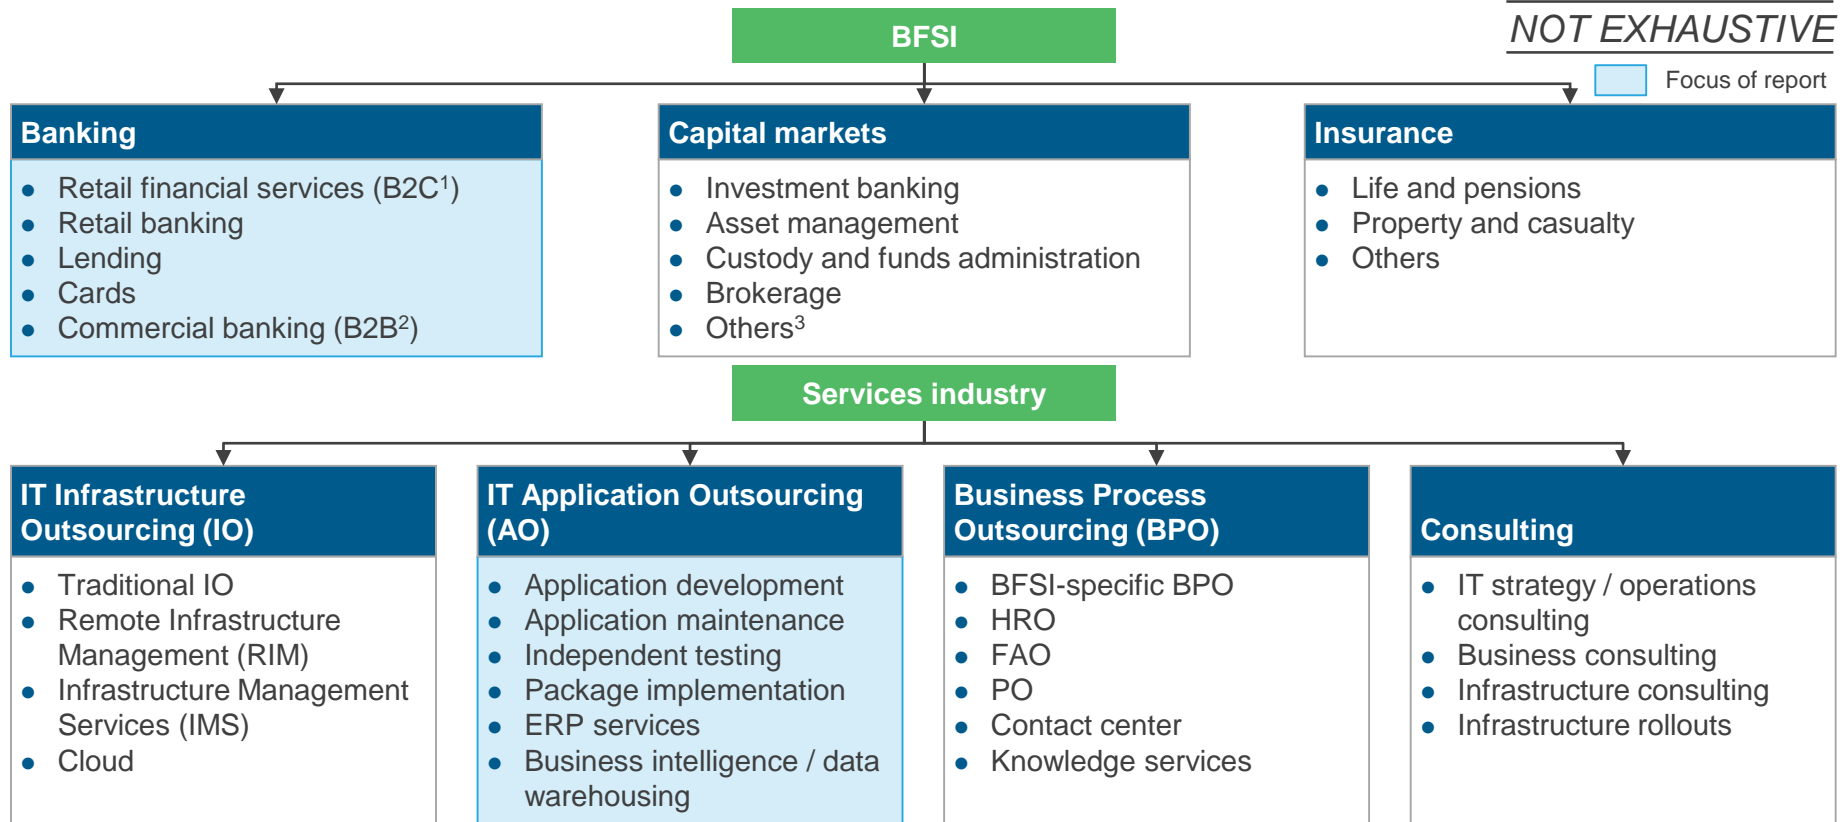 BFSI
NOT EXHAUSTIVE
Focus of report
Banking
● Retail financial services (B2C¹)
● Retail banking
● Lending
● Cards
● Commercial banking (B2B²)
Capital markets
● Investment banking
● Asset management
● Custody and funds administration
● Brokerage
● Others³
Insurance
● Life and pensions
● Property and casualty
● Others
Services industry
IT Infrastructure
Outsourcing (IO)
● Traditional IO
● Remote Infrastructure
Management (RIM)
● Infrastructure Management
Services (IMS)
● Cloud
IT Application Outsourcing
(AO)
● Application development
● Application maintenance
● Independent testing
● Package implementation
● ERP services
● Business intelligence / data
warehousing
Business Process
Outsourcing (BPO)
● BFSI-specific BPO
● HRO
● FAO
● PO
● Contact center
● Knowledge services
Consulting
● IT strategy / operations
consulting
● Business consulting
● Infrastructure consulting
● Infrastructure rollouts